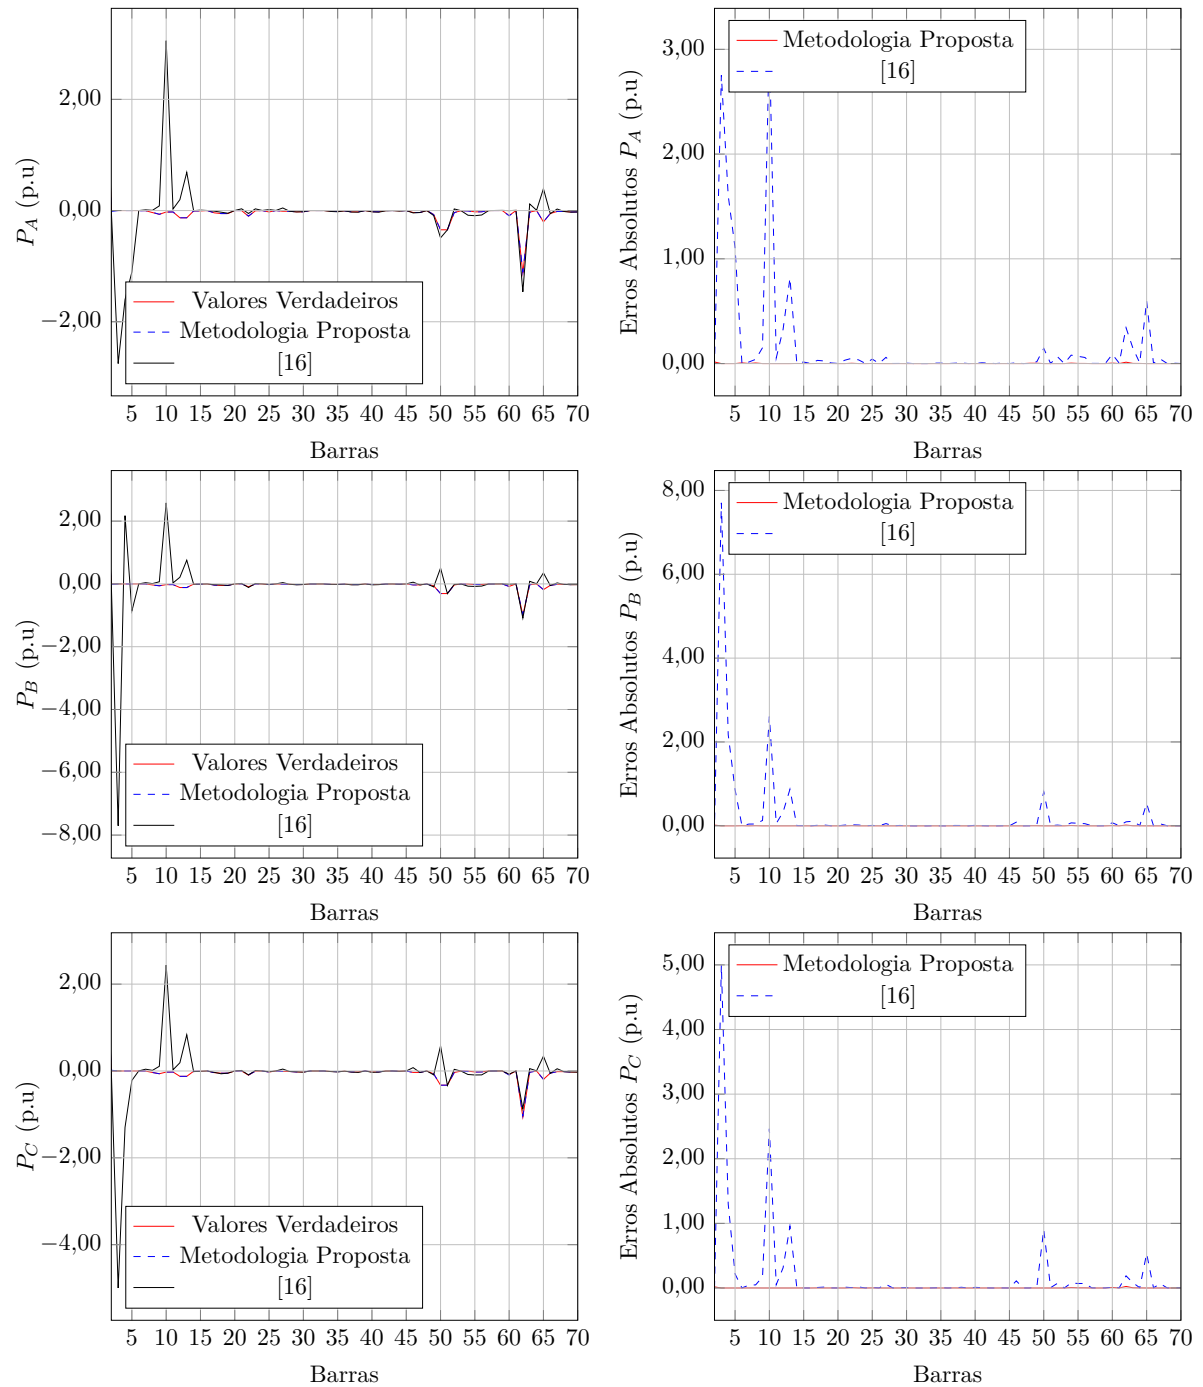 2,00
0,00
−2,00
P_A (p.u)
Valores Verdadeiros
Metodologia Proposta
[16]
5 10 15 20 25 30 35 40 45 50 55 60 65 70
Barras
3,00
2,00
1,00
0,00
Erros Absolutos P_A (p.u)
Metodologia Proposta
[16]
5 10 15 20 25 30 35 40 45 50 55 60 65 70
Barras
2,00
0,00
−2,00
−4,00
−6,00
−8,00
P_B (p.u)
Valores Verdadeiros
Metodologia Proposta
[16]
5 10 15 20 25 30 35 40 45 50 55 60 65 70
Barras
8,00
6,00
4,00
2,00
0,00
Erros Absolutos P_B (p.u)
Metodologia Proposta
[16]
5 10 15 20 25 30 35 40 45 50 55 60 65 70
Barras
2,00
0,00
−2,00
−4,00
P_C (p.u)
Valores Verdadeiros
Metodologia Proposta
[16]
5 10 15 20 25 30 35 40 45 50 55 60 65 70
Barras
5,00
4,00
3,00
2,00
1,00
0,00
Erros Absolutos P_C (p.u)
Metodologia Proposta
[16]
5 10 15 20 25 30 35 40 45 50 55 60 65 70
Barras